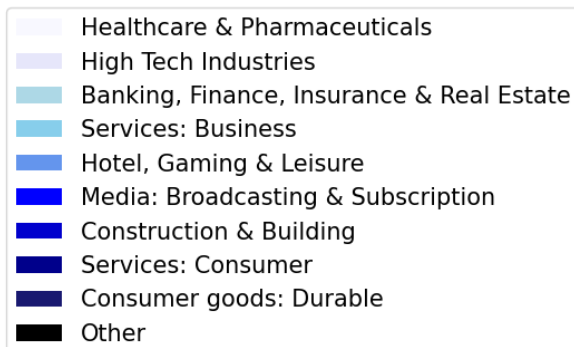 Healthcare & Pharmaceuticals
High Tech Industries
Banking, Finance, Insurance & Real Estate
Services: Business
Hotel, Gaming & Leisure
Media: Broadcasting & Subscription
Construction & Building
Services: Consumer
Consumer goods: Durable
Other